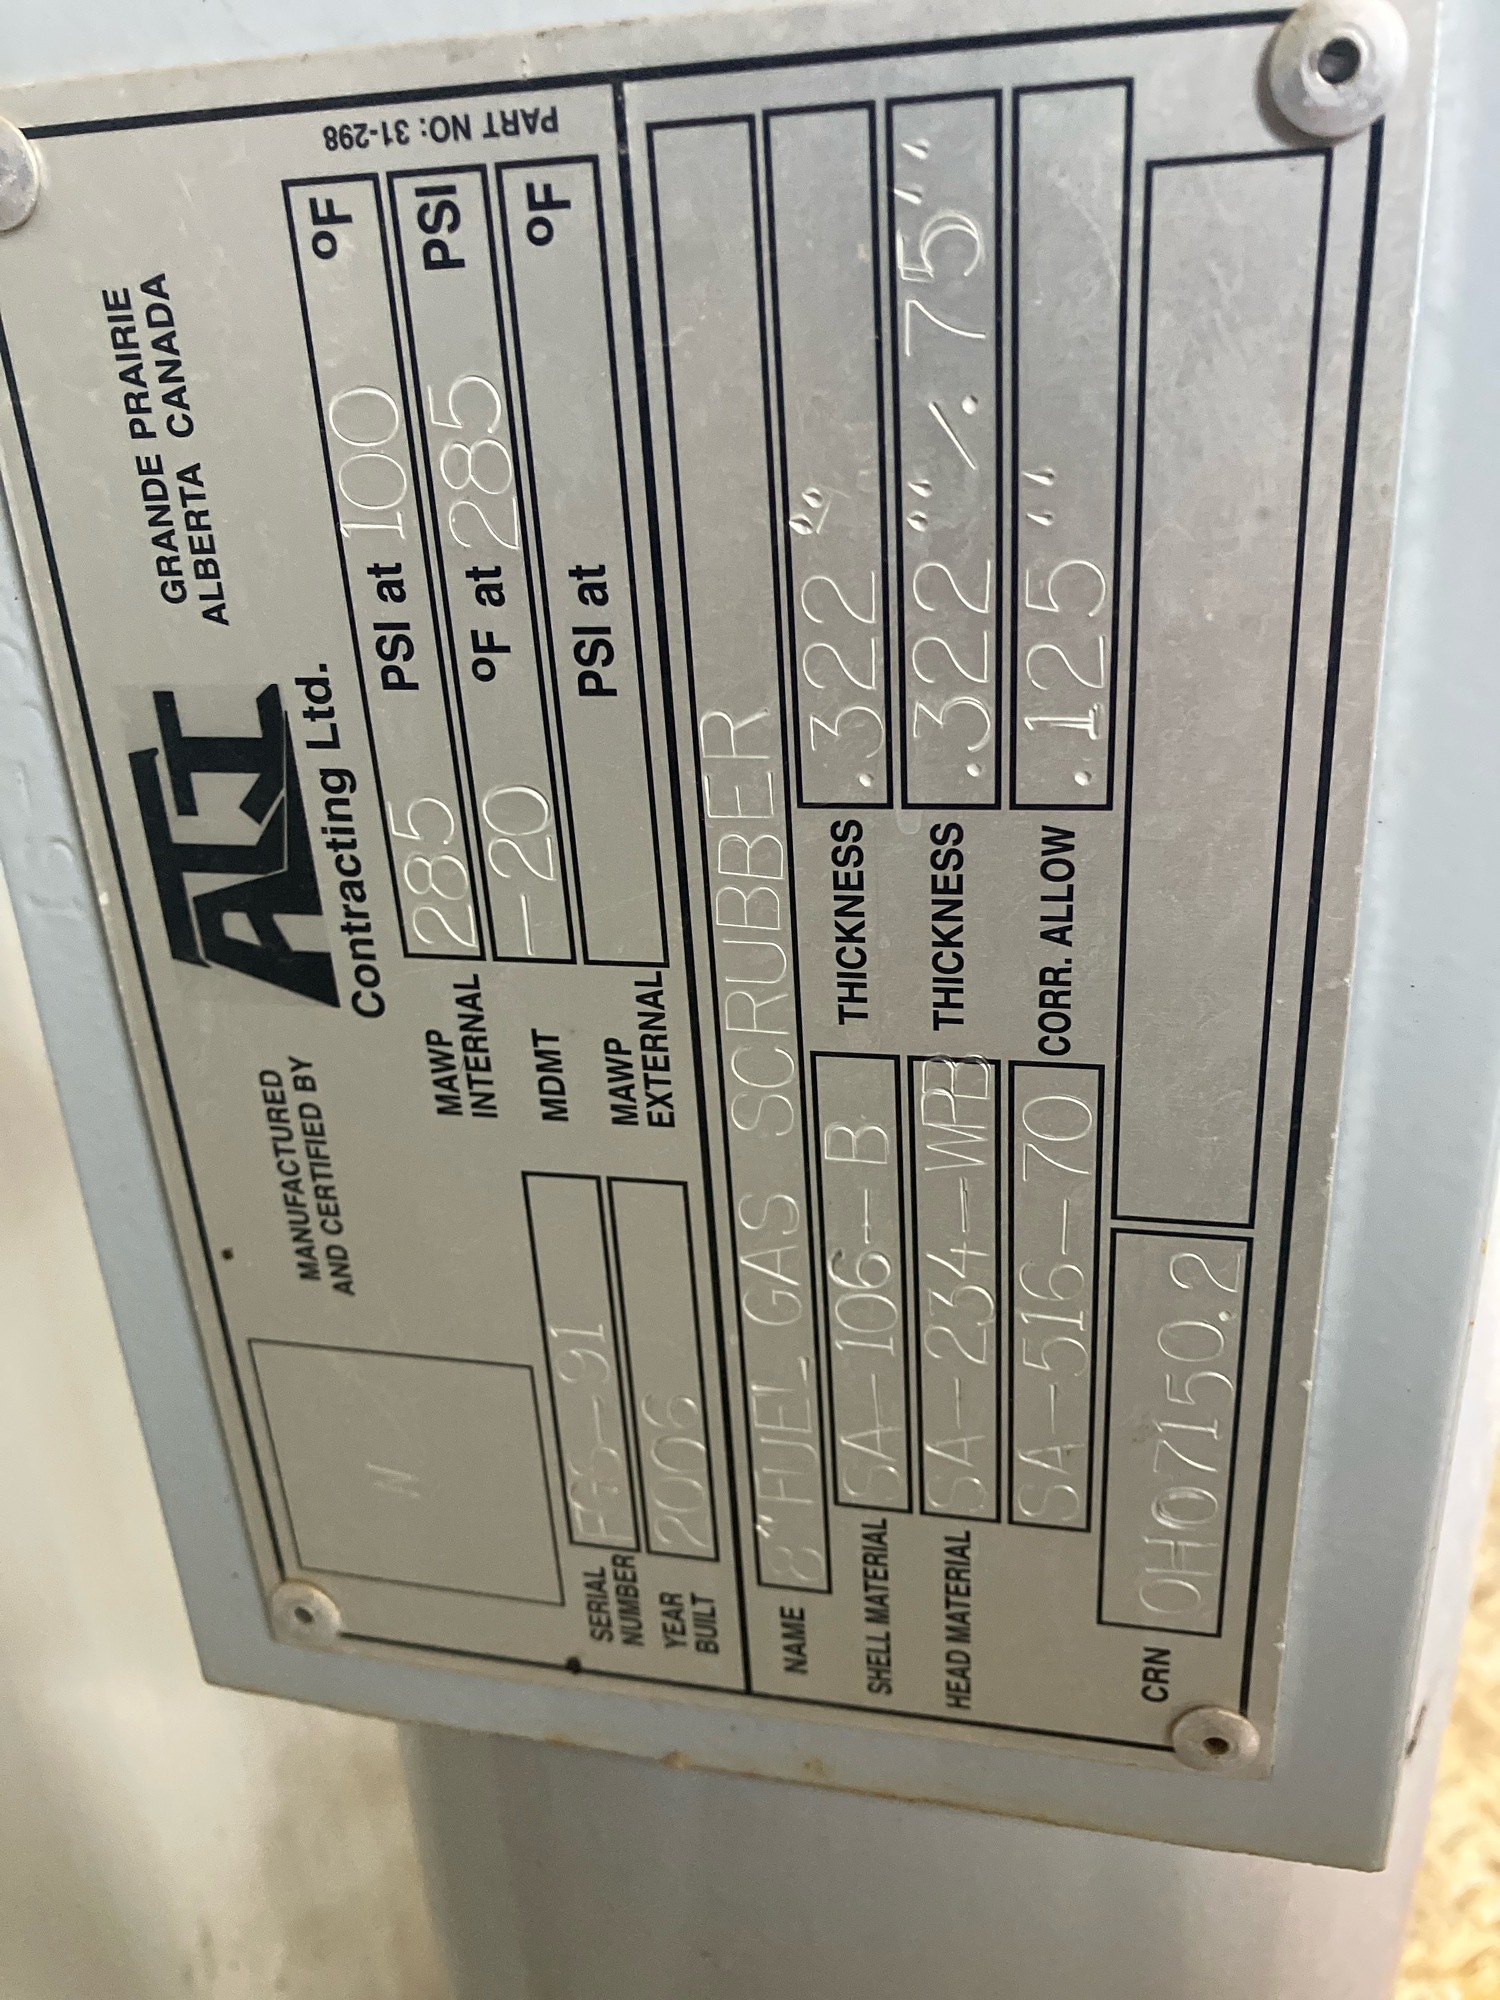 MANUFACTURED
AND CERTIFIED BY
Contracting Ltd.
GRANDE PRAIRIE
ALBERTA CANADA
N
MAWP
INTERNAL 285 PSI at 100 °F
MDMT -20 °F at 285 PSI
MAWP
EXTERNAL PSI at °F
PART NO: 31-298
SERIAL
NUMBER FGS-91
YEAR
BUILT 2006
NAME 8" FUEL GAS SCRUBBER
SHELL MATERIAL SA-106-B THICKNESS .322"
HEAD MATERIAL SA-234-WPB THICKNESS .322"/.75"
SA-516-70 CORR. ALLOW .125"
CRN 0H07150.2